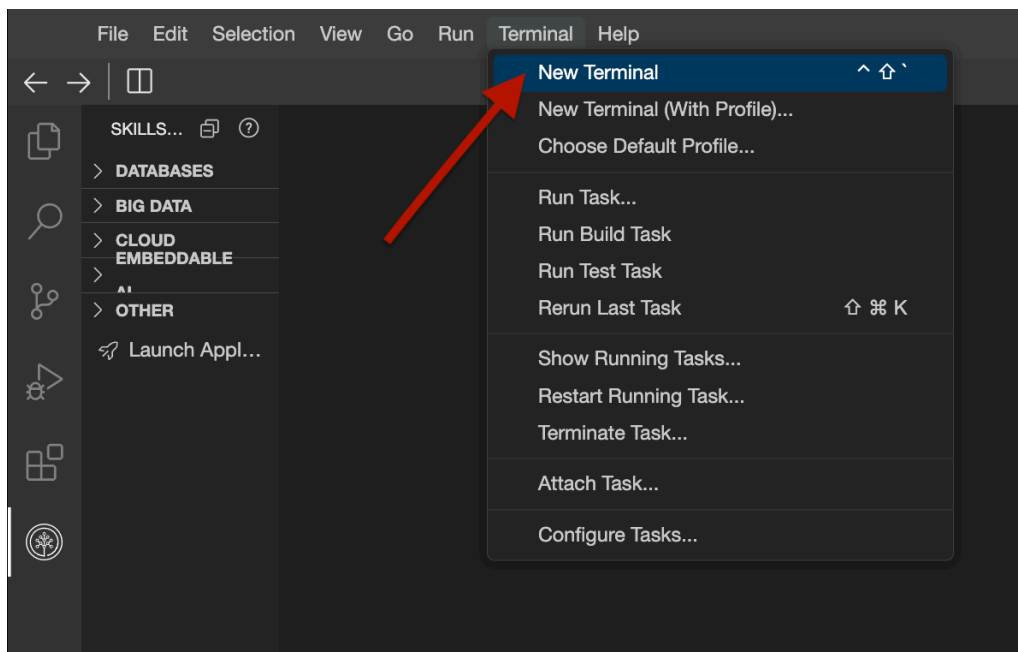 File Edit Selection View Go Run Terminal Help
SKILLS...
DATABASES
BIG DATA
CLOUD
EMBEDDABLE
AI
OTHER
Launch Appl...
New Terminal ^ ⇧ `
New Terminal (With Profile)...
Choose Default Profile...
Run Task...
Run Build Task
Run Test Task
Rerun Last Task ⇧ ⌘ K
Show Running Tasks...
Restart Running Task...
Terminate Task...
Attach Task...
Configure Tasks...